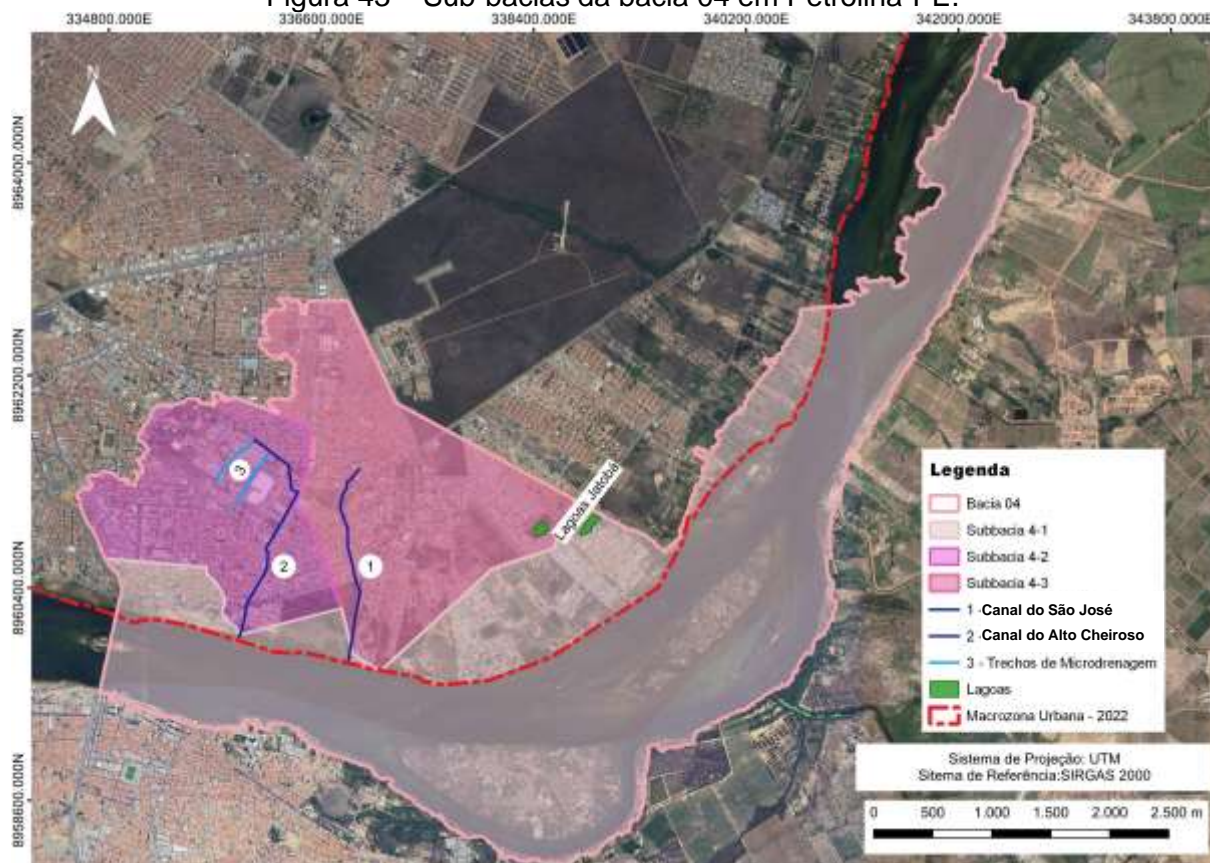 Figura 43 – Sub-bacias da bacia 04 em Petrolina-PE.
334800.000E 336600.000E 338400.000E 340200.000E 342000.000E 343800.000E
8964000.000N
8962200.000N
8960400.000N
8958600.000N
N
3
2
1
Lagoas Jatobá
Legenda
Bacia 04
Subbacia 4-1
Subbacia 4-2
Subbacia 4-3
1 -Canal do São José
2 -Canal do Alto Cheiroso
3 - Trechos de Microdrenagem
Lagoas
Macrozona Urbana - 2022
Sistema de Projeção: UTM
Sitema de Referência:SIRGAS 2000
0 500 1.000 1.500 2.000 2.500 m